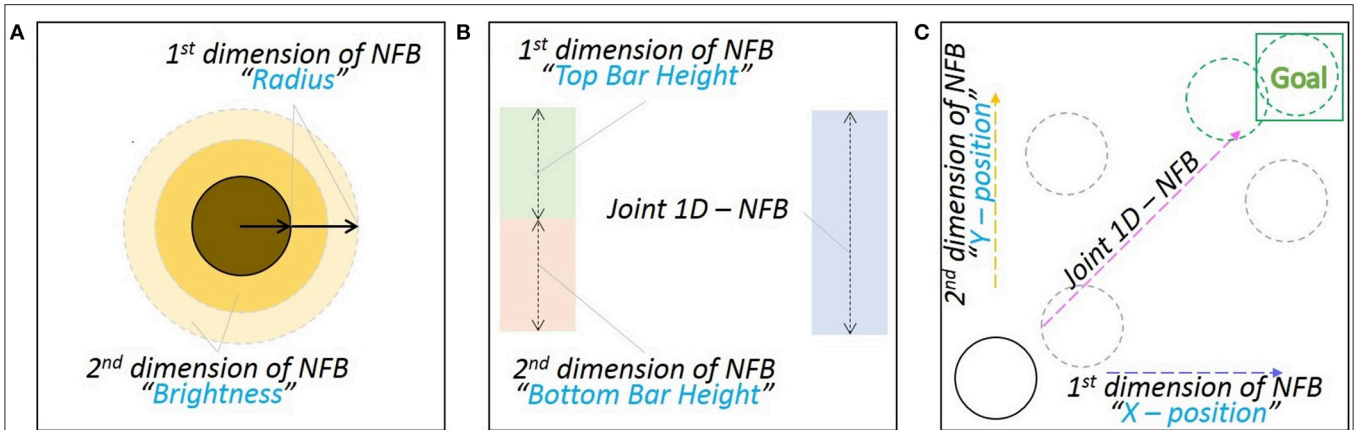 A
1st dimension of NFB
“Radius”
2nd dimension of NFB
“Brightness”
B
1st dimension of NFB
“Top Bar Height”
Joint 1D – NFB
2nd dimension of NFB
“Bottom Bar Height”
C
2nd dimension of NFB
“Y – position”
Goal
Joint 1D – NFB
1st dimension of NFB
“X – position”